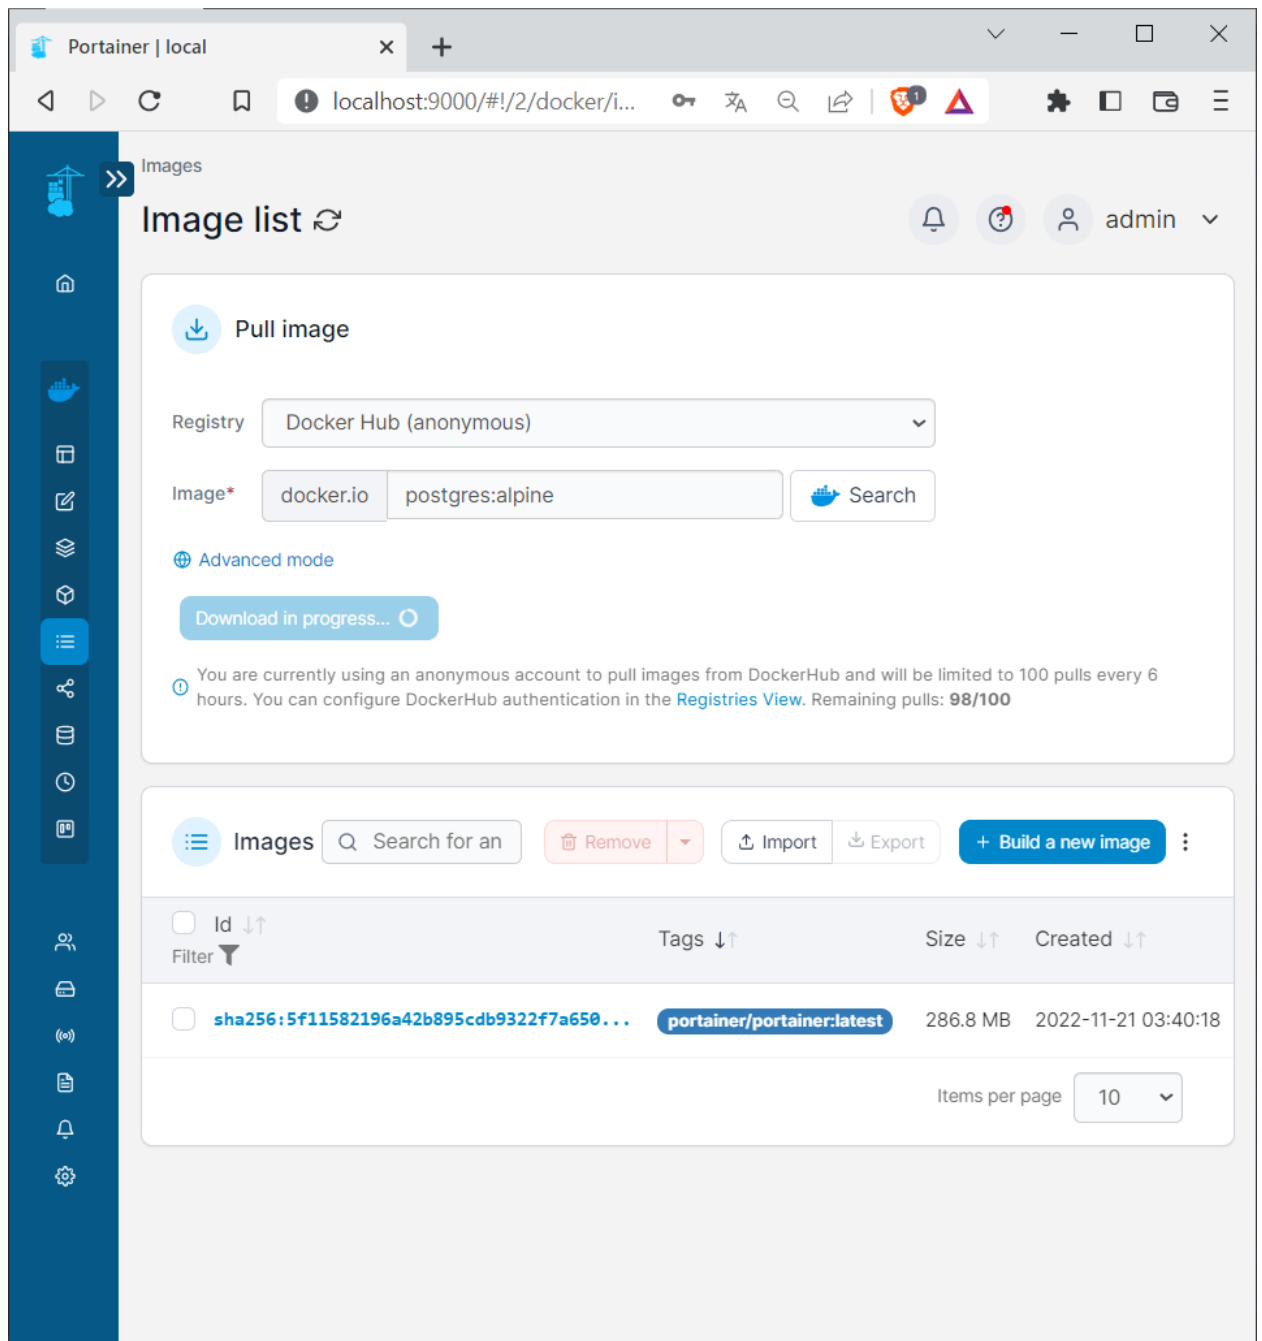 Portainer | local
localhost:9000/#!/2/docker/i...
1
Images
Image list
admin
Pull image
Registry
Docker Hub (anonymous)
Image*
docker.io
postgres:alpine
Search
Advanced mode
Download in progress...
You are currently using an anonymous account to pull images from DockerHub and will be limited to 100 pulls every 6
hours. You can configure DockerHub authentication in the Registries View. Remaining pulls: 98/100
Images
Search for an
Remove
Import
Export
+ Build a new image
Id
Filter
Tags
Size
Created
sha256:5f11582196a42b895cdb9322f7a650...
portainer/portainer:latest
286.8 MB
2022-11-21 03:40:18
Items per page
10